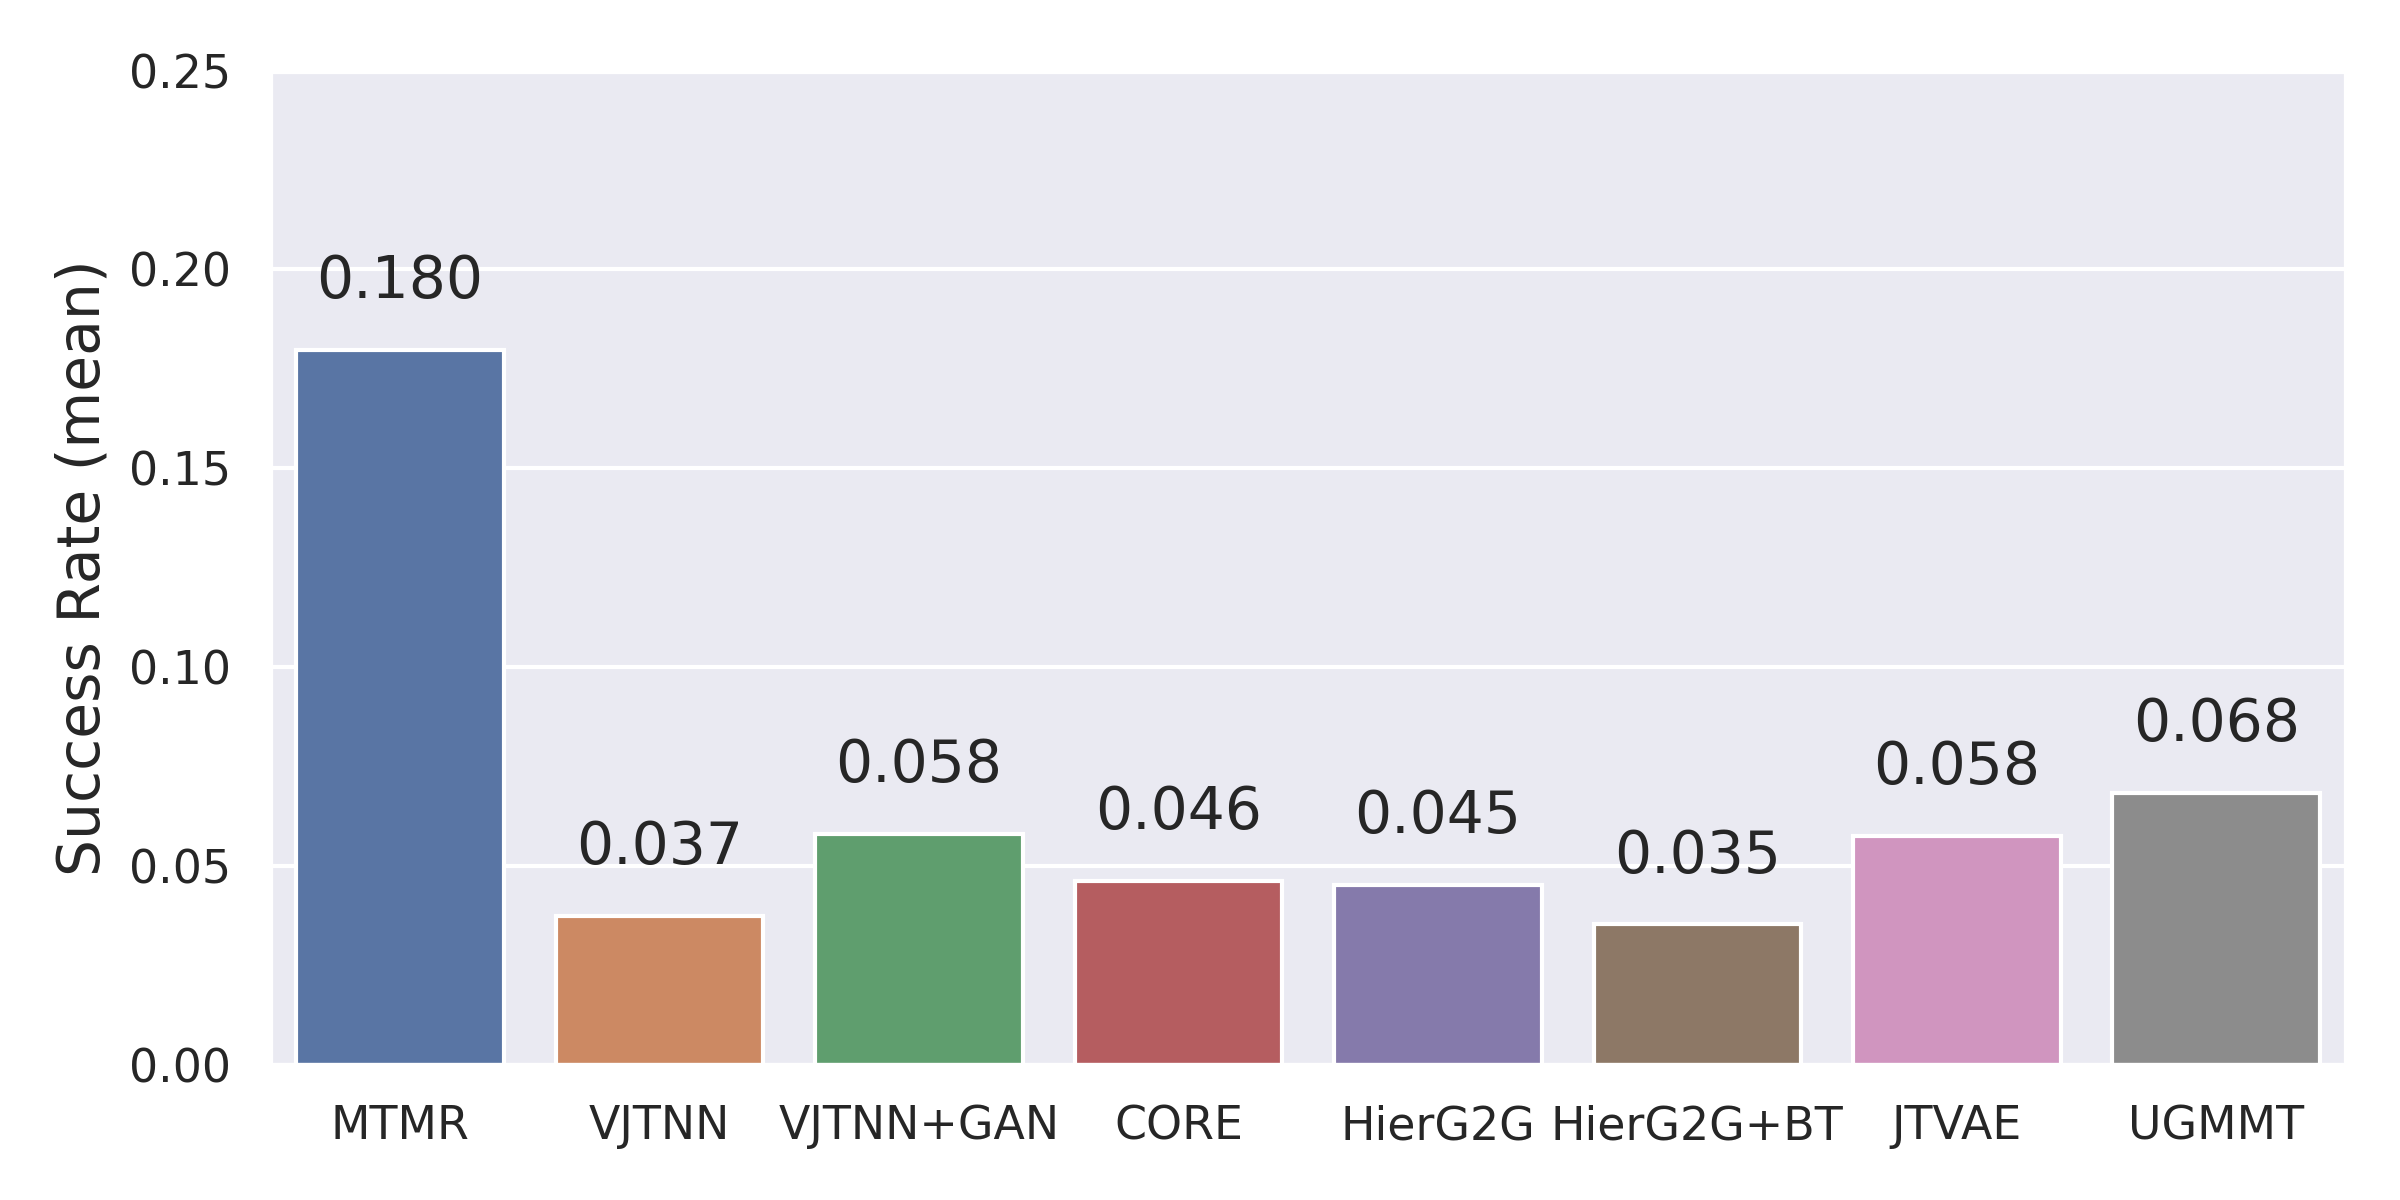 Success Rate (mean)
0.25
0.20
0.15
0.10
0.05
0.00
0.180
0.037
0.058
0.046
0.045
0.035
0.058
0.068
MTMR
VJTNN
VJTNN+GAN
CORE
HierG2G
HierG2G+BT
JTVAE
UGMMT